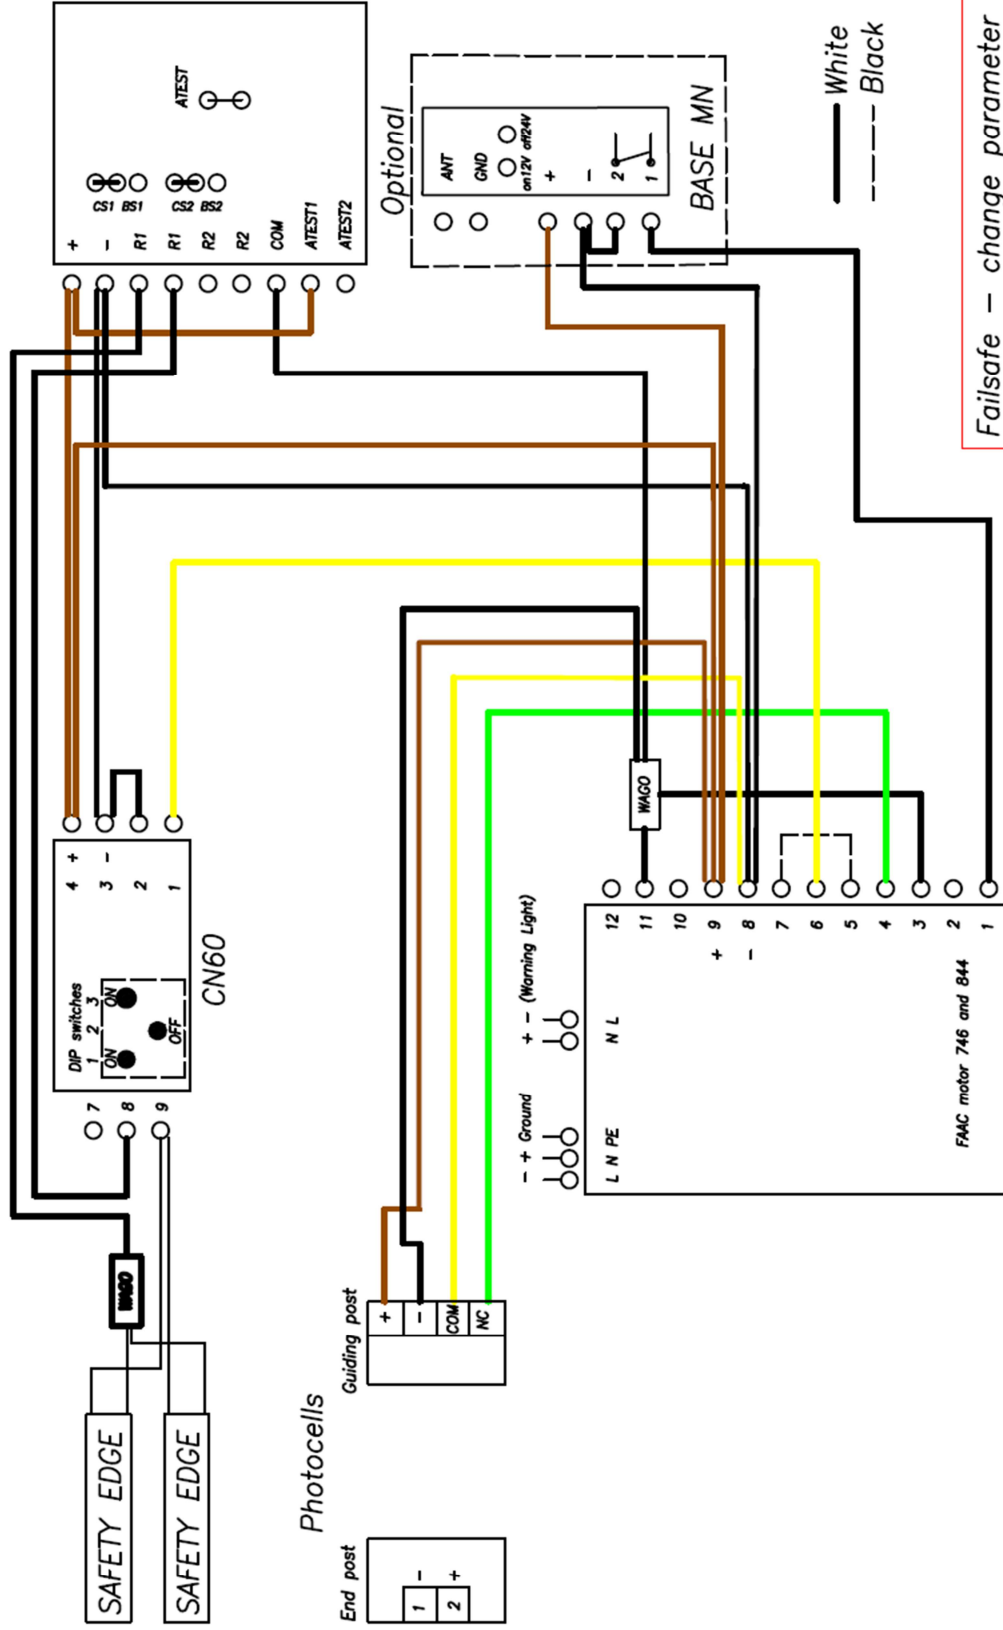 +
-
R1
R1
R2
R2
COM
ATEST1
ATEST2
CS1 BS1
CS2 BS2
ATEST
Optional
ANT
GND
on12V off24V
+
-
2
1
BASE MN
White
Black
Failsafe - change parameter
4 +
3 -
2
1
DIP switches
1 2 3
ON
ON
OFF
CN60
7
8
9
WAGO
SAFETY EDGE
SAFETY EDGE
Photocells
Guiding post
+
-
COM
NC
End post
1 -
2 +
WAGO
12
11
10
+ 9
- 8
7
6
5
4
3
2
1
+ - (Warning Light)
N L
- + Ground
L N PE
FAAC motor 746 and 844